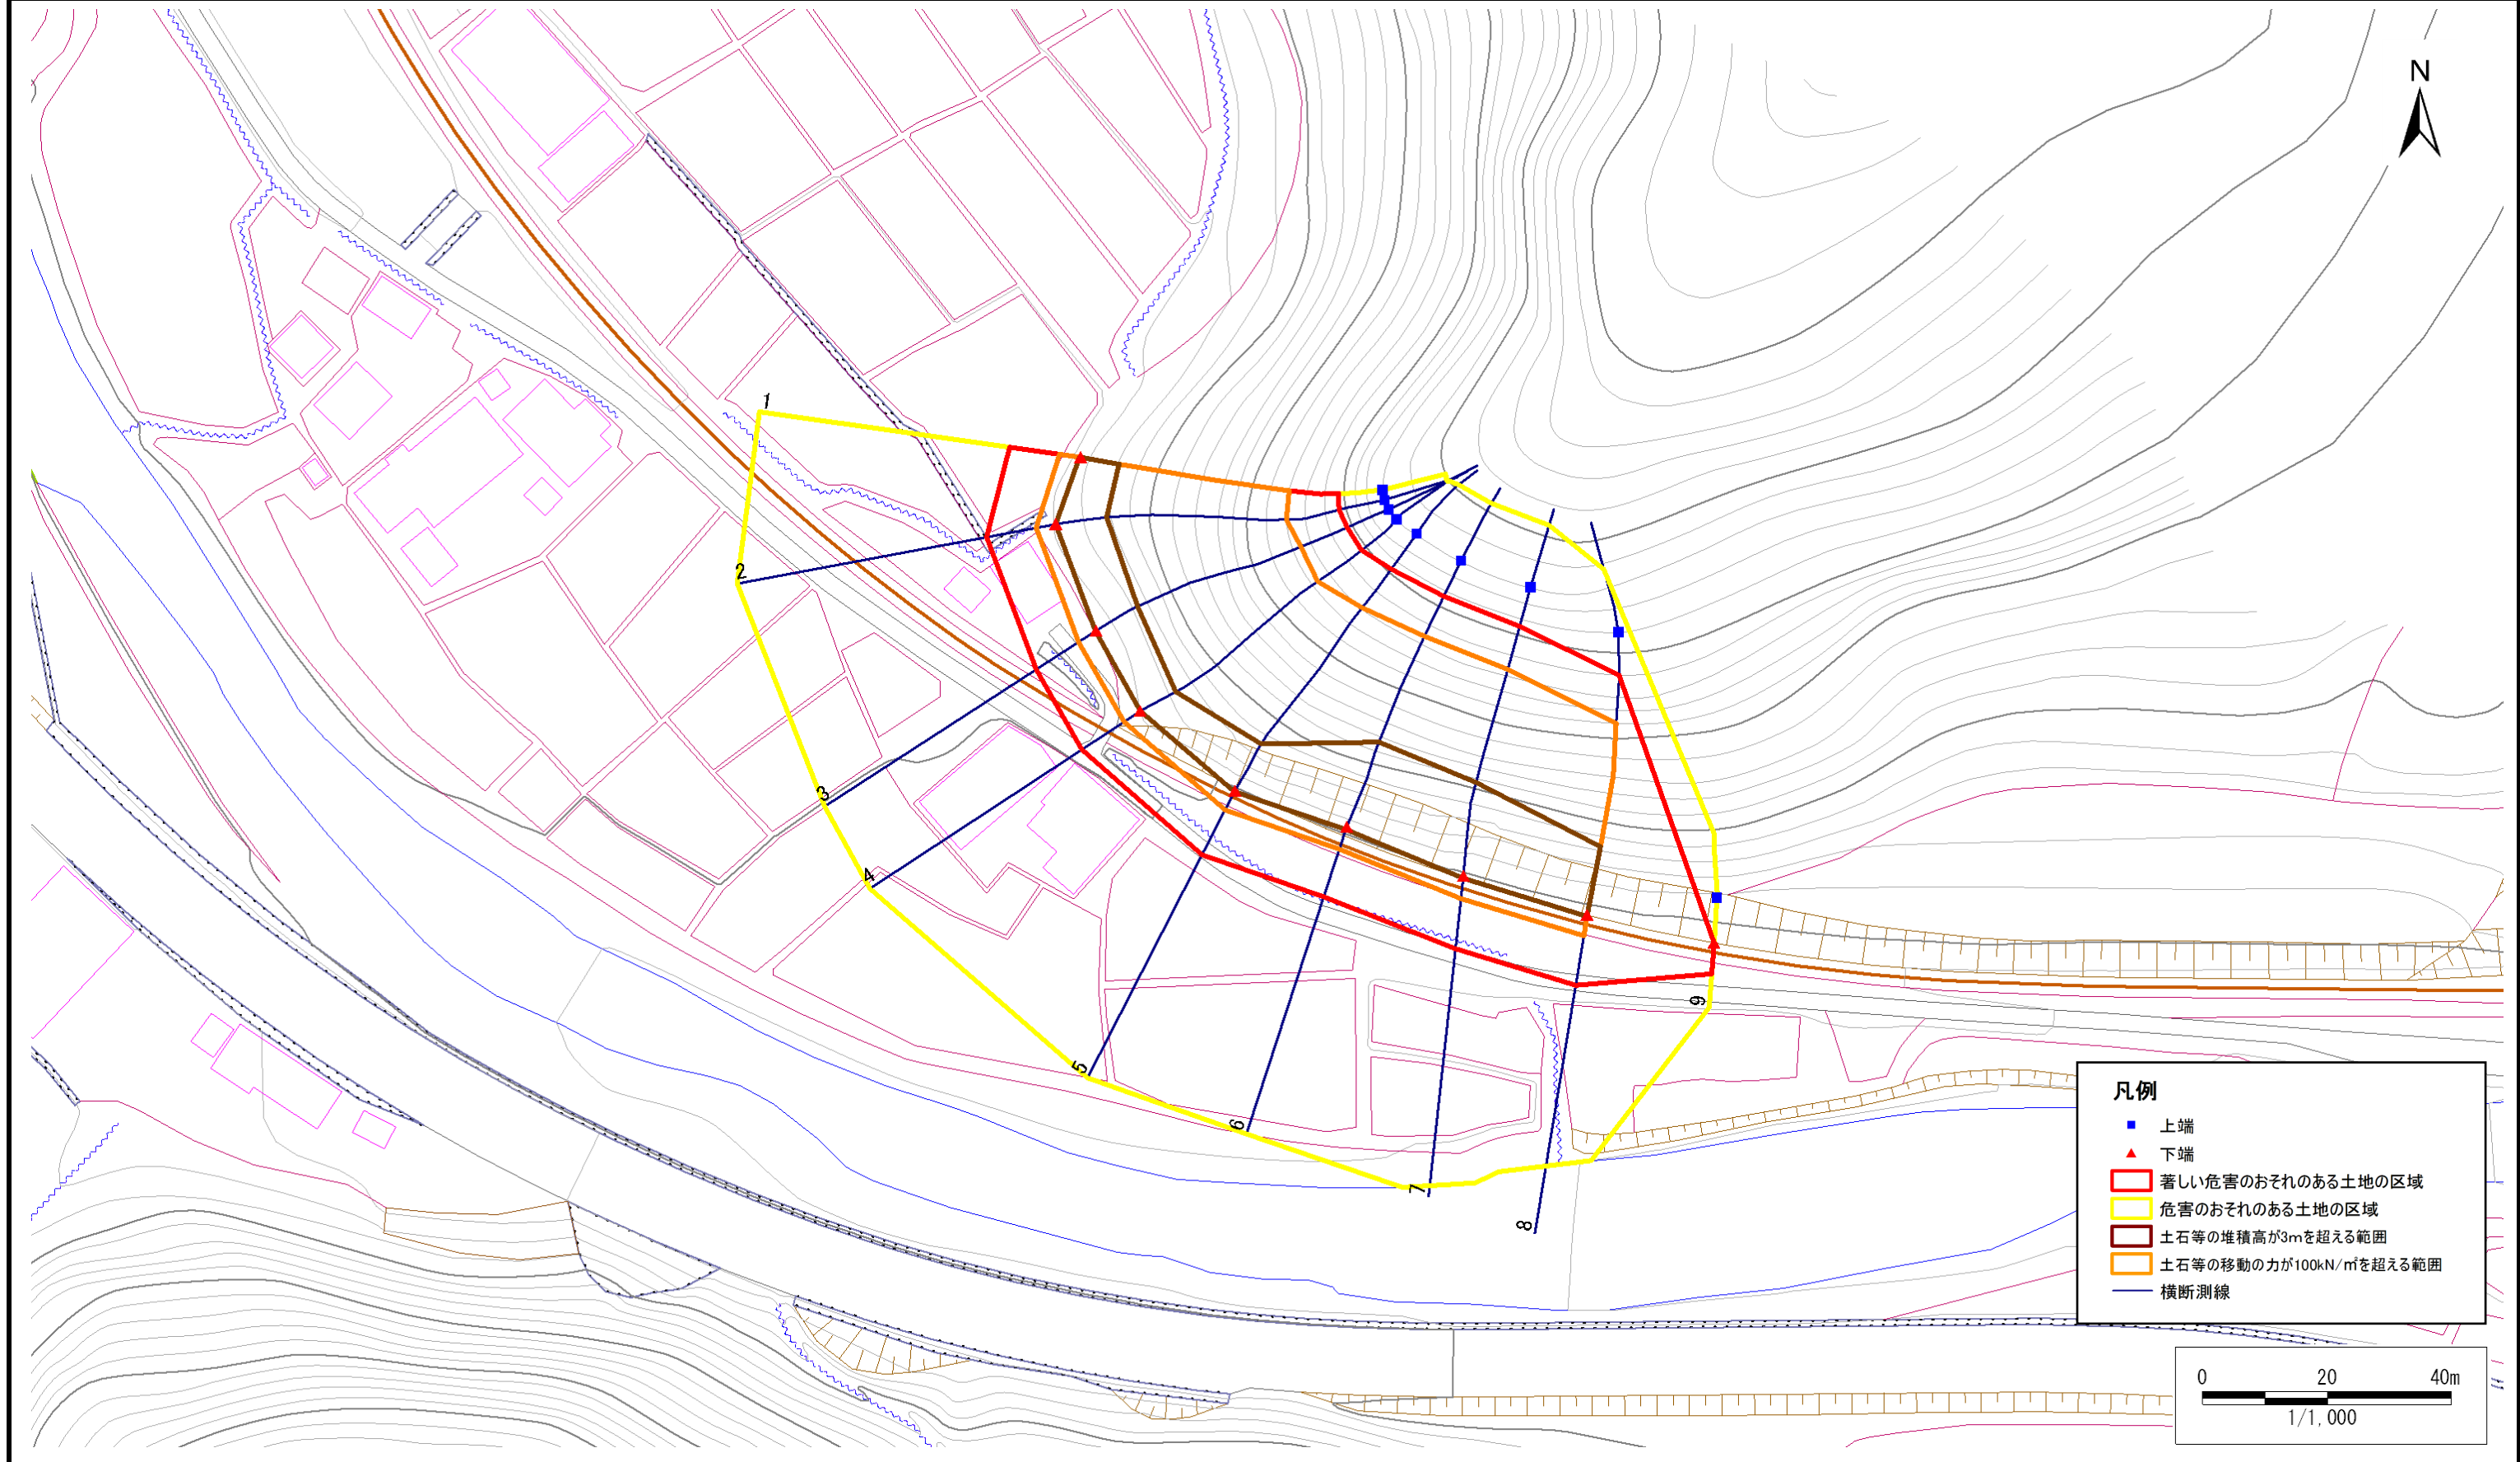 N
1
2
3
4
5
6
7
8
9
凡例
上端
下端
著しい危害のおそれのある土地の区域
危害のおそれのある土地の区域
土石等の堆積高が3mを超える範囲
土石等の移動の力が100kN/㎡を超える範囲
横断測線
0 20 40m
1/1,000